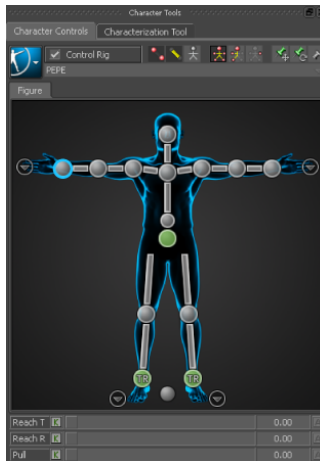 Character Tools
Character Controls Characterization Tool
Control Rig
PEPE
Figure
TR TR
Reach T K 0.00
Reach R K 0.00
Pull K 0.00